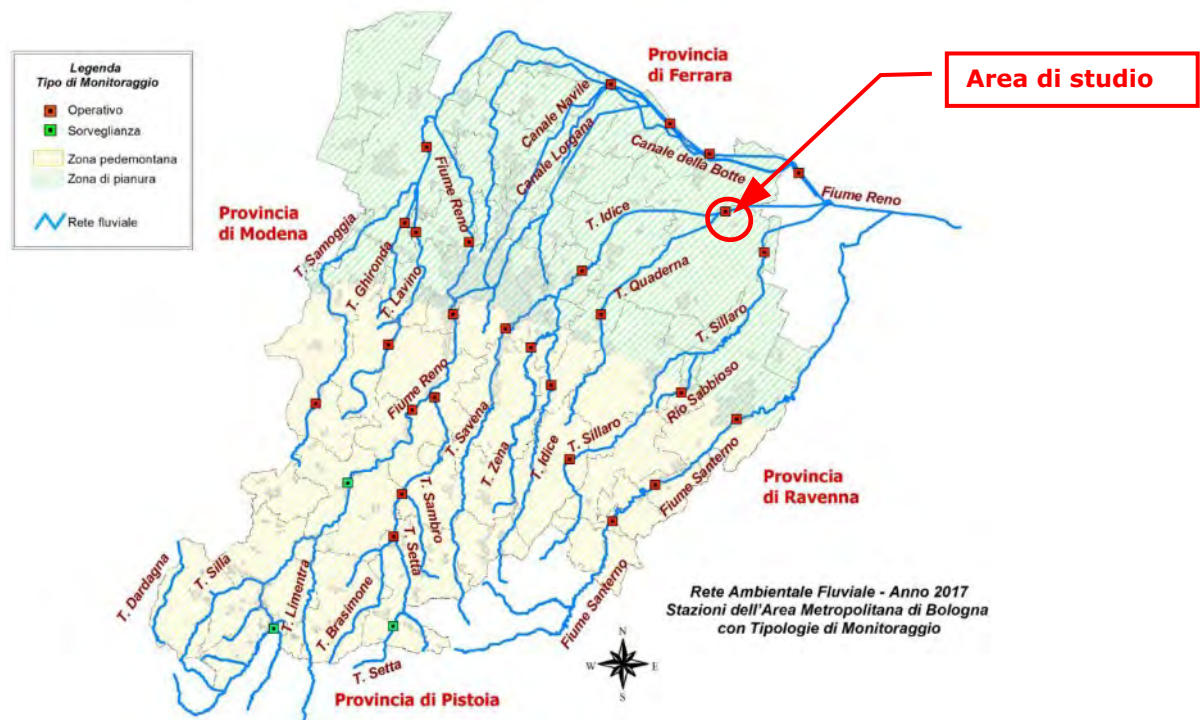 Legenda
Tipo di Monitoraggio
Operativo
Sorveglianza
Zona pedemontana
Zona di pianura
Rete fluviale
Provincia
di Ferrara
Area di studio
Canale Navile
Canale Lorgana
Canale della Botte
Fiume Reno
Fiume Reno
Provincia
di Modena
T. Samoggia
T. Ghironda
T. Lavino
T. Idice
T. Quaderna
T. Sillaro
Fiume Reno
T. Savena
T. Zena
T. Idice
T. Sillaro
Rio Sabbioso
Fiume Santerno
Provincia
di Ravenna
T. Sambro
T. Setta
T. Dardagna
T. Silla
T. Limentra
T. Brasimone
T. Setta
Fiume Santerno
Rete Ambientale Fluviale - Anno 2017
Stazioni dell'Area Metropolitana di Bologna
con Tipologie di Monitoraggio
N
W
E
S
Provincia di Pistoia